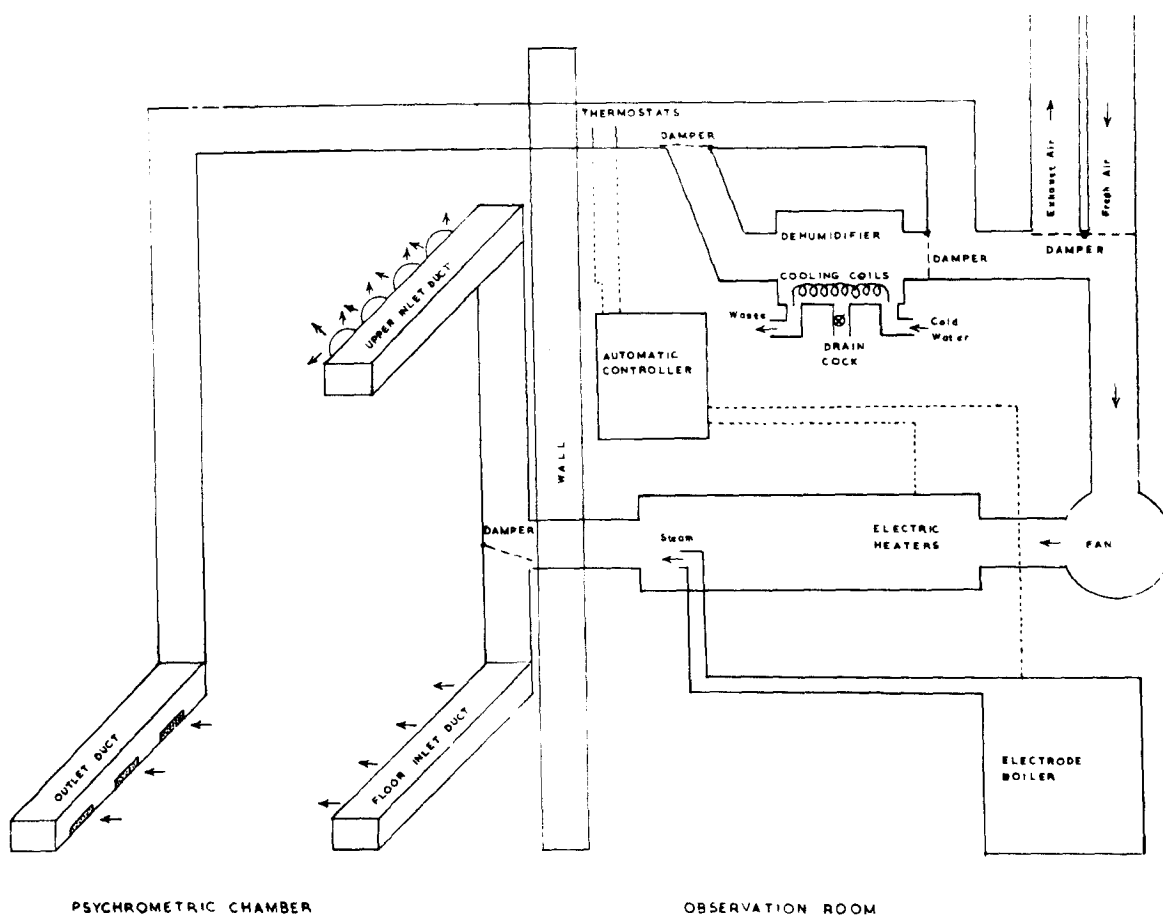 Exhaust Air
Fresh Air
THERMOSTATS
DAMPER
DEHUMIDIFIER
DAMPER
DAMPER
COOLING COILS
UPPER INLET DUCT
Waste
Cold
Water
DRAIN
COCK
AUTOMATIC
CONTROLLER
WALL
DAMPER
Steam
ELECTRIC
HEATERS
FAN
OUTLET DUCT
FLOOR INLET DUCT
ELECTRODE
BOILER
PSYCHROMETRIC CHAMBER
OBSERVATION ROOM